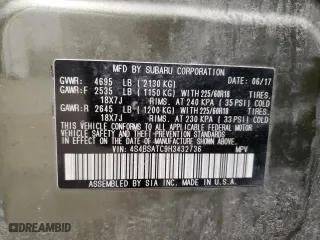 MFD. BY SUBARU CORPORATION DATE: 06/17
GVWR: 4695 LB (2130 KG)
GAWR:F 2535 LB (1150 KG) WITH 225/60R18 TIRES,
18X7J RIMS, AT 240 KPA (35 PSI) COLD
GAWR:R 2645 LB (1200 KG) WITH 225/60R18 TIRES,
18X7J RIMS, AT 230 KPA (33 PSI) COLD
THIS VEHICLE CONFORMS TO ALL APPLICABLE
FEDERAL MOTOR VEHICLE SAFETY, BUMPER, AND
THEFT PREVENTION STANDARDS IN EFFECT ON
THE DATE OF MANUFACTURE SHOWN ABOVE.
VIN: 4S4BSATC9H3432736 MPV
ASSEMBLED BY SIA INC. MADE IN U.S.A.